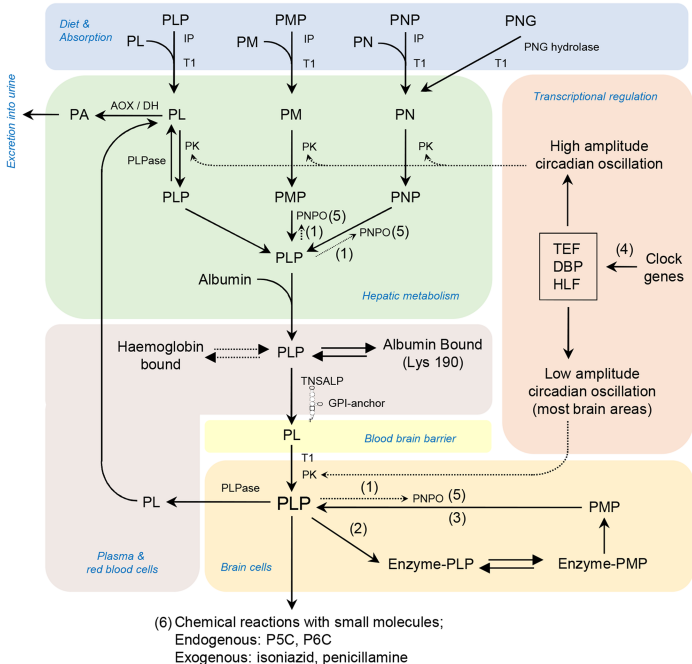 Diet &
Absorption
PLP
PMP
PNP
PNG
PL
IP
PM
IP
PN
IP
PNG hydrolase
T1
T1
T1
T1
Excretion into urine
PA
AOX / DH
PL
PM
PN
Transcriptional regulation
High amplitude
circadian oscillation
PLPase
PK
PK
PK
PLP
PMP
PNP
PNPO (5)
(1)
PNPO (5)
(1)
PLP
Albumin
Hepatic metabolism
TEF
DBP
HLF
(4)
Clock
genes
Haemoglobin
bound
PLP
Albumin Bound
(Lys 190)
Low amplitude
circadian oscillation
(most brain areas)
TNSALP
GPI-anchor
PL
Blood brain barrier
T1
PK
PLPase
PL
PLP
(1)
PNPO (5)
(3)
PMP
(2)
Enzyme-PLP
Enzyme-PMP
Plasma &
red blood cells
Brain cells
(6) Chemical reactions with small molecules;
Endogenous: P5C, P6C
Exogenous: isoniazid, penicillamine